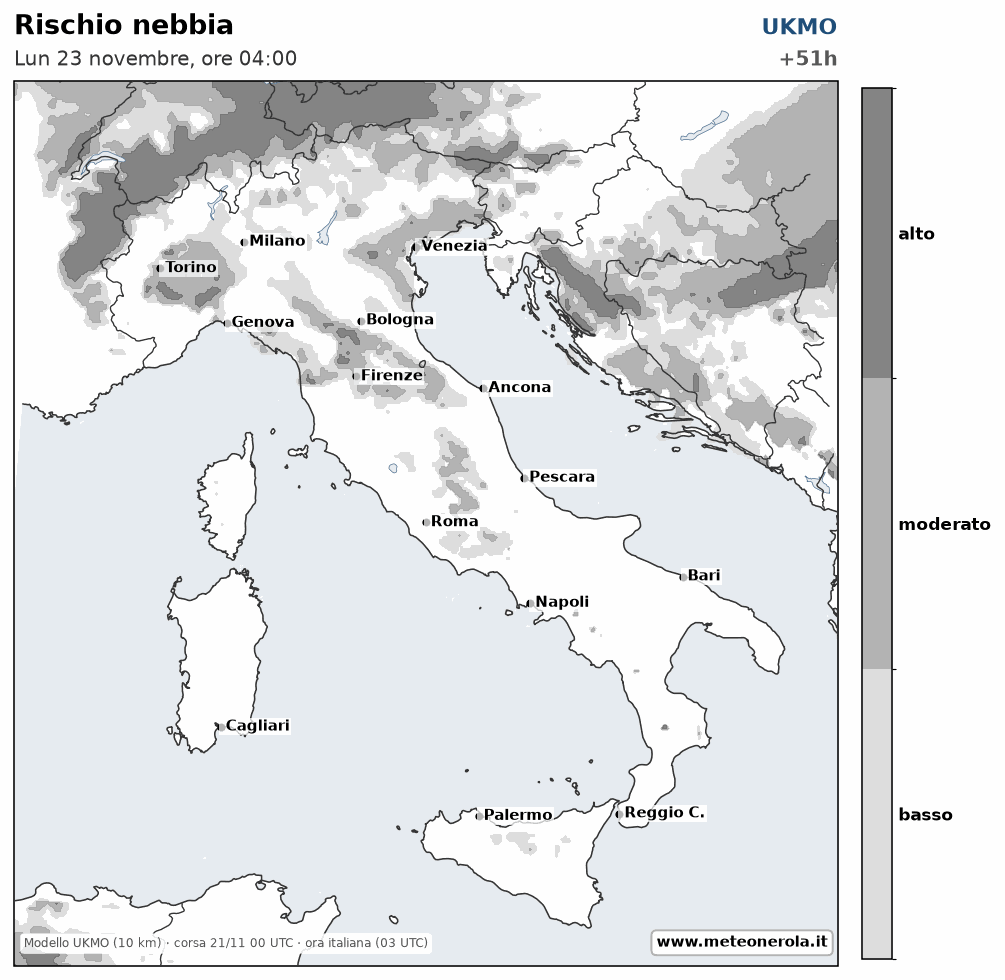 Rischio nebbia
UKMO
Lun 23 novembre, ore 04:00
+51h
alto
Milano
Venezia
Torino
Genova
Bologna
Firenze
Ancona
Pescara
Roma
moderato
Bari
Napoli
Cagliari
Palermo
Reggio C.
basso
Modello UKMO (10 km) · corsa 21/11 00 UTC · ora italiana (03 UTC)
www.meteonerola.it